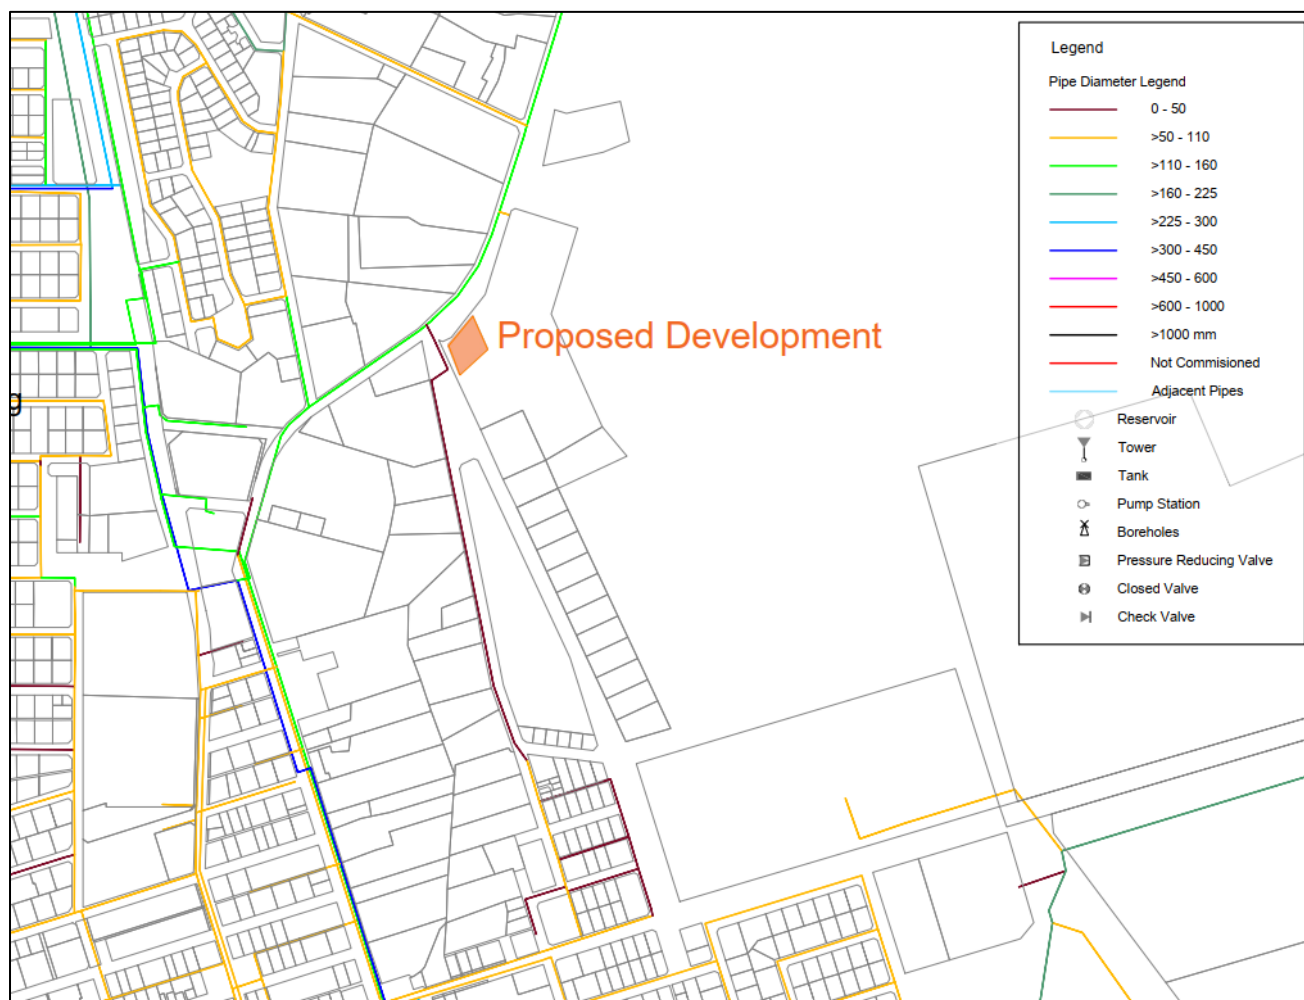 Legend
Pipe Diameter Legend
0 - 50
>50 - 110
>110 - 160
>160 - 225
>225 - 300
>300 - 450
>450 - 600
>600 - 1000
>1000 mm
Not Commisioned
Adjacent Pipes
Reservoir
Tower
Tank
Pump Station
Boreholes
Pressure Reducing Valve
Closed Valve
Check Valve
Proposed Development
g